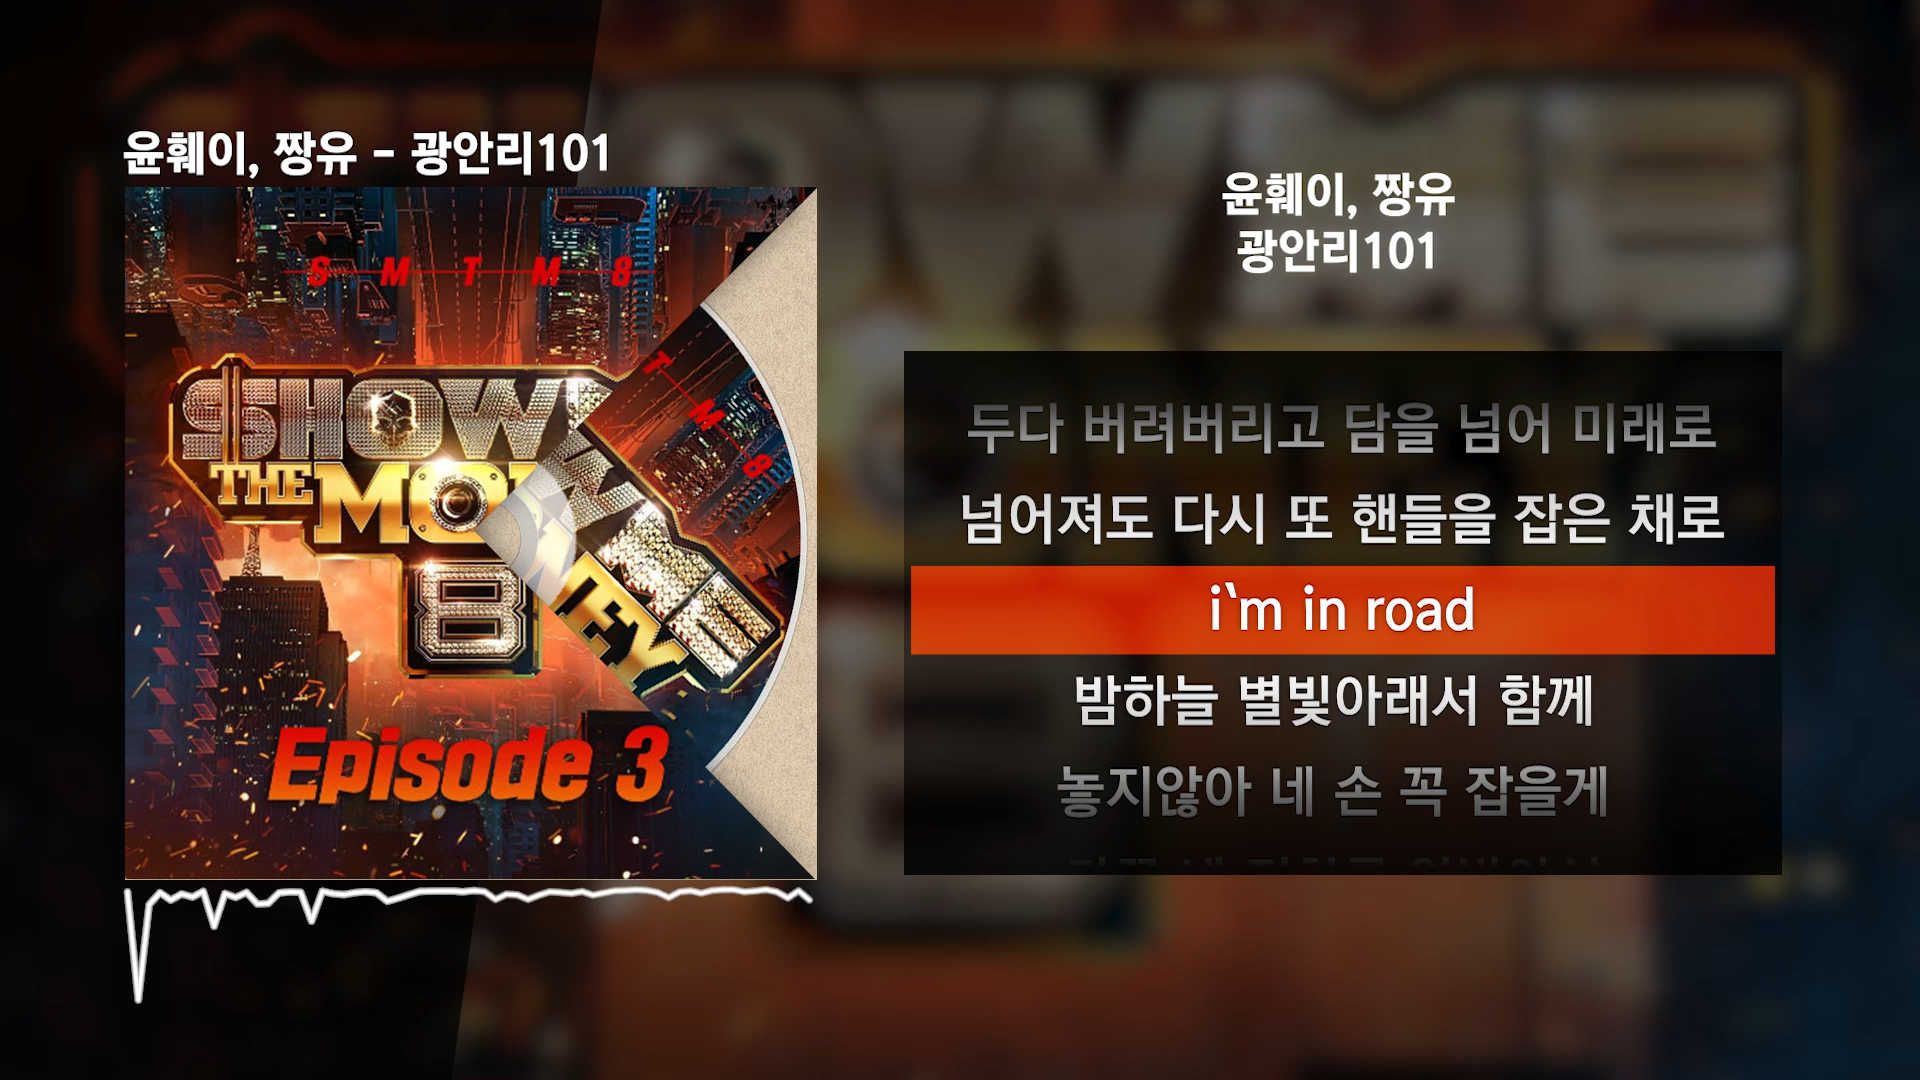 윤훼이, 짱유 - 광안리101
S M T M 8
SHOW
THE MO
8
T M 8
ME
NEY
Episode 3
윤훼이, 짱유
광안리101
두다 버려버리고 담을 넘어 미래로
넘어져도 다시 또 핸들을 잡은 채로
i`m in road
밤하늘 별빛아래서 함께
놓지않아 네 손 꼭 잡을게